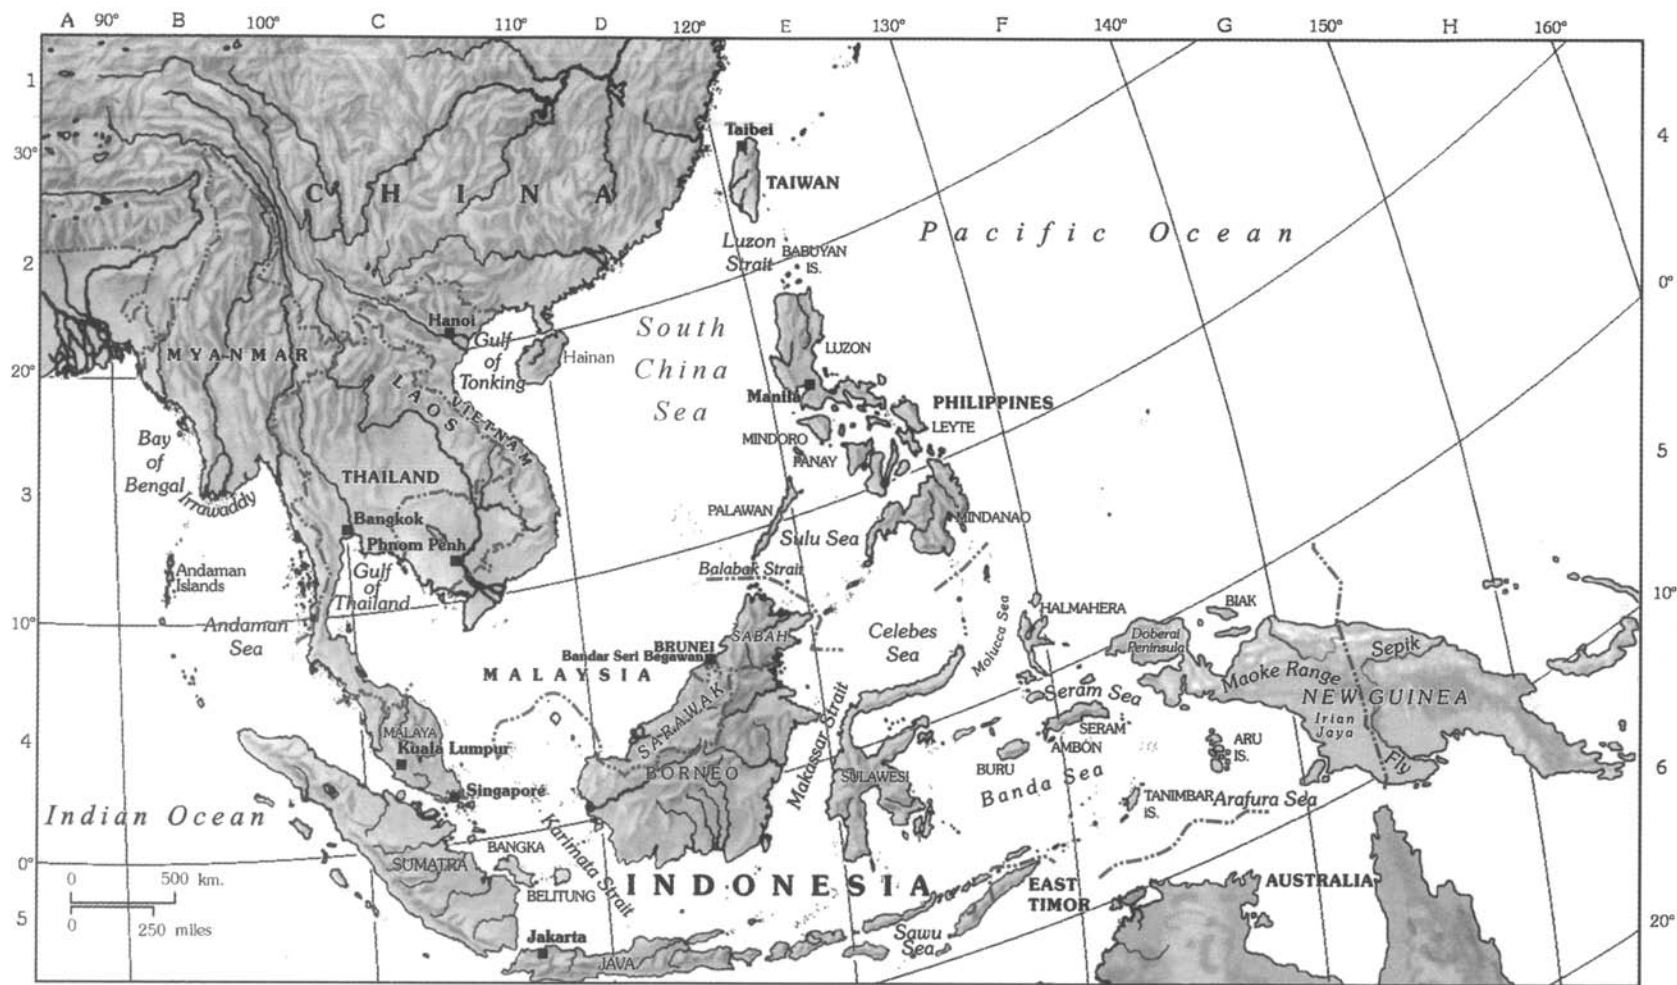 A 90° B 100° C 110° D 120° E 130° F 140° G 150° H 160°
1
4
Taibei
30°
CHINA
TAIWAN
Pacific Ocean
Luzon
Strait
BABUYAN
IS.
2
0°
Hanoi
Gulf
of
Tonking
Hainan
South
China
Sea
LUZON
MYANMAR
20°
LAOS
VIETNAM
Manila
PHILIPPINES
LEYTE
MINDORO
PANAY
5
Bay
of
Bengal
Irrawaddy
THAILAND
3
Bangkok
Phnom Penh
PALAWAN
Sulu Sea
MINDANAO
Andaman
Islands
Gulf
of
Thailand
Balabak Strait
10°
Andaman
Sea
SABAH
BRUNEI
Bandar Seri Begawan
Celebes
Sea
Molucca Sea
HALMAHERA
BIAK
Doberai
Peninsula
Sepik
10°
MALAYSIA
SARAWAK
Makassar Strait
Seram Sea
Maoke Range
NEW GUINEA
Irian
Jaya
MALAYA
Kuala Lumpur
4
BORNEO
SULAWESI
SERAM
AMBON
BURU
Banda Sea
ARU
IS.
Fly
6
Singapore
TANIMBAR
IS.
Arafura Sea
Indian Ocean
Karimata Strait
BANGKA
0°
SUMATRA
BELITUNG
INDONESIA
EAST
TIMOR
AUSTRALIA
0 500 km.
0 250 miles
5
20°
Jakarta
JAVA
Sawu
Sea